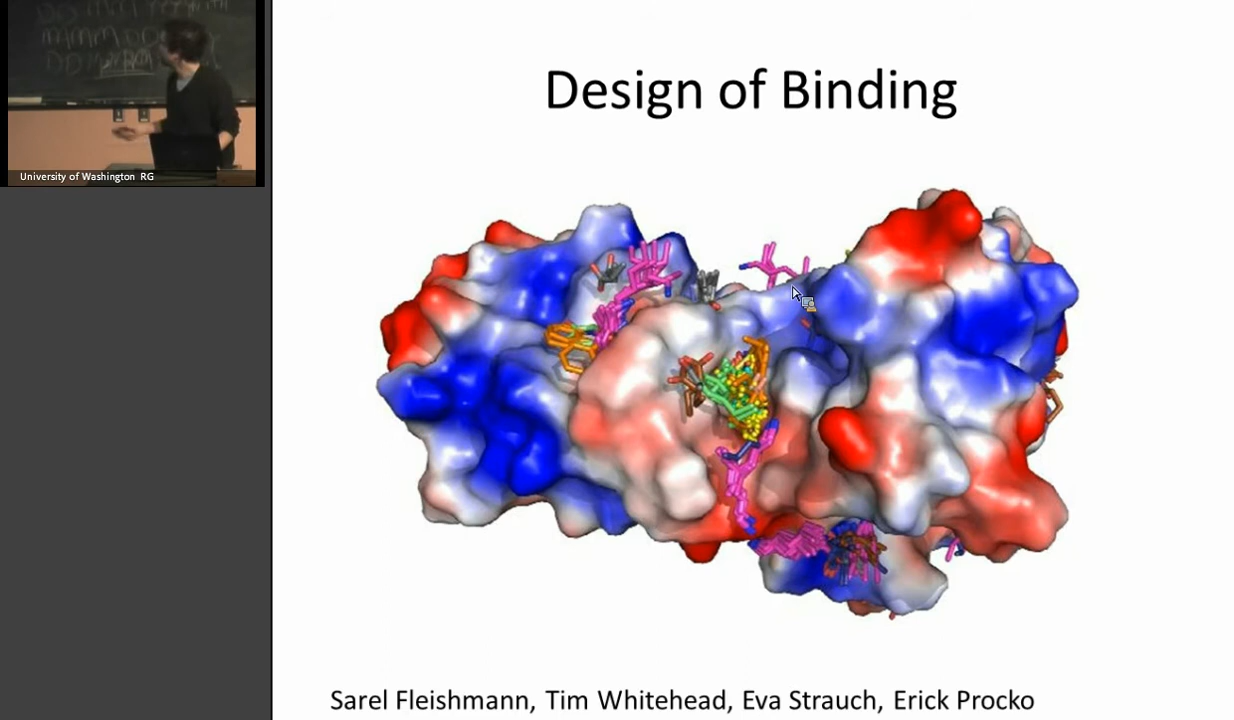 Design of Binding
University of Washington RG
Sarel Fleishmann, Tim Whitehead, Eva Strauch, Erick Procko